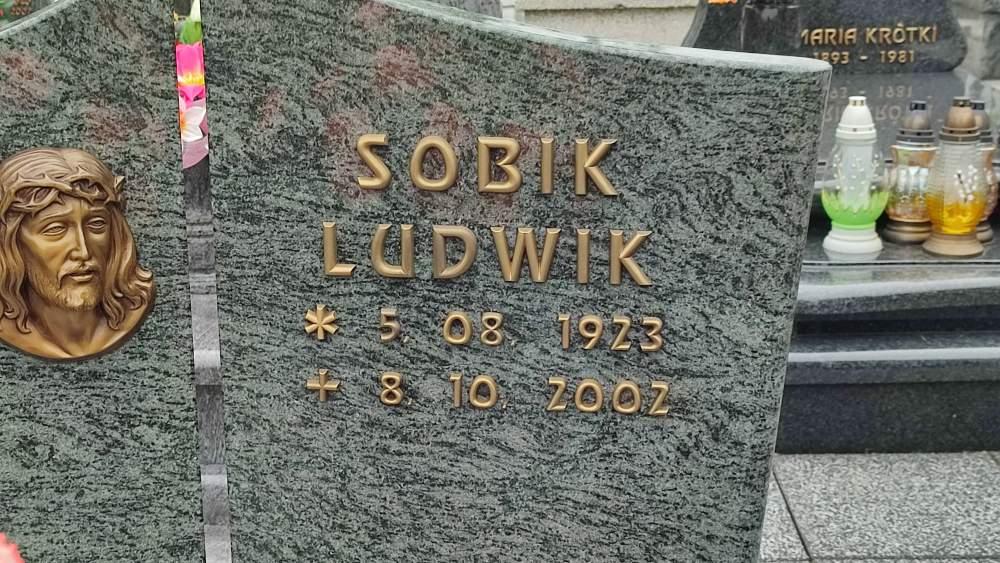 SOBIK
LUDWIK
* 5, 08, 1923
+ 8, 10, 2002
MARIA KRÓTKI
1893 - 1981